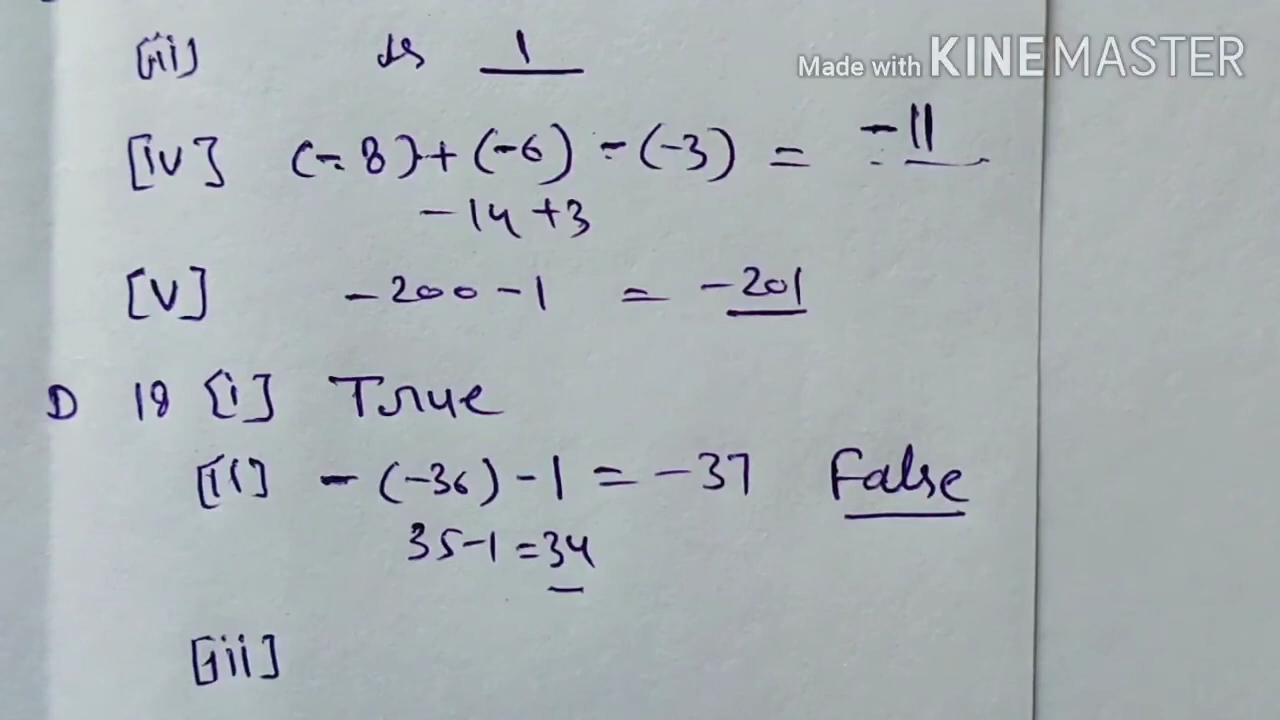 Made with KINEMASTER
[iii] is 1
[iv] (-8)+(-6)-(-3) = -11
-14+3
[v] -200-1 = -201
D 18 [i] True
[ii] -(-36)-1=-37 False
35-1=34
[iii]